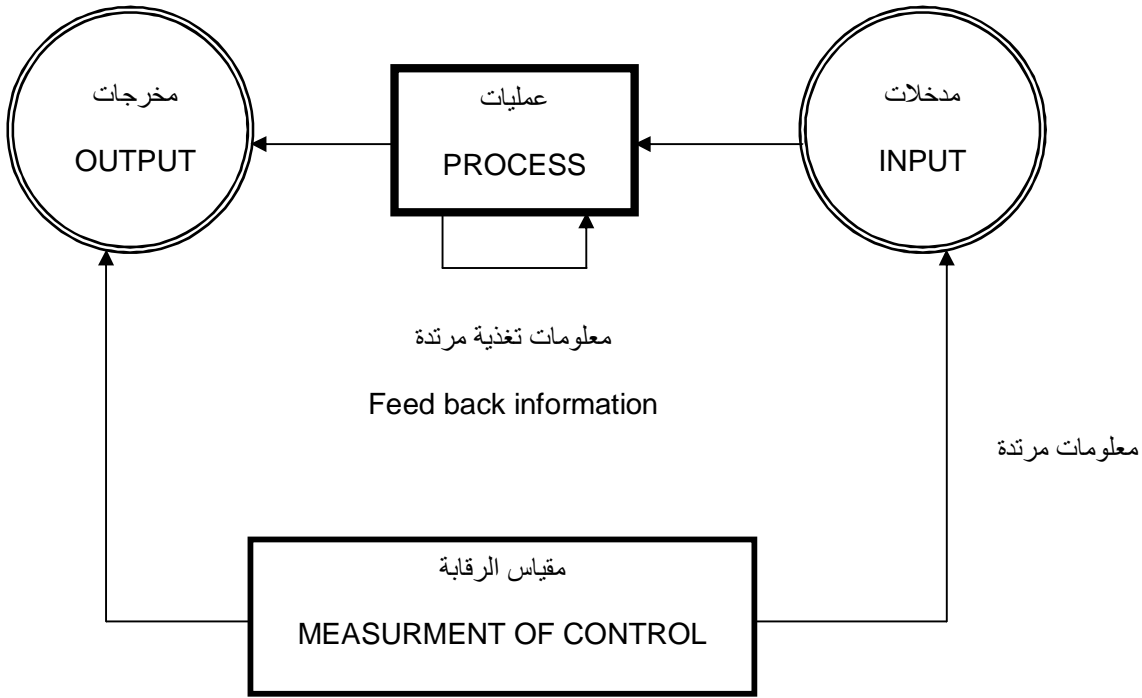 مدخلات
INPUT
عمليات
PROCESS
مخرجات
OUTPUT
معلومات تغذية مرتدة
Feed back information
معلومات مرتدة
مقياس الرقابة
MEASURMENT OF CONTROL